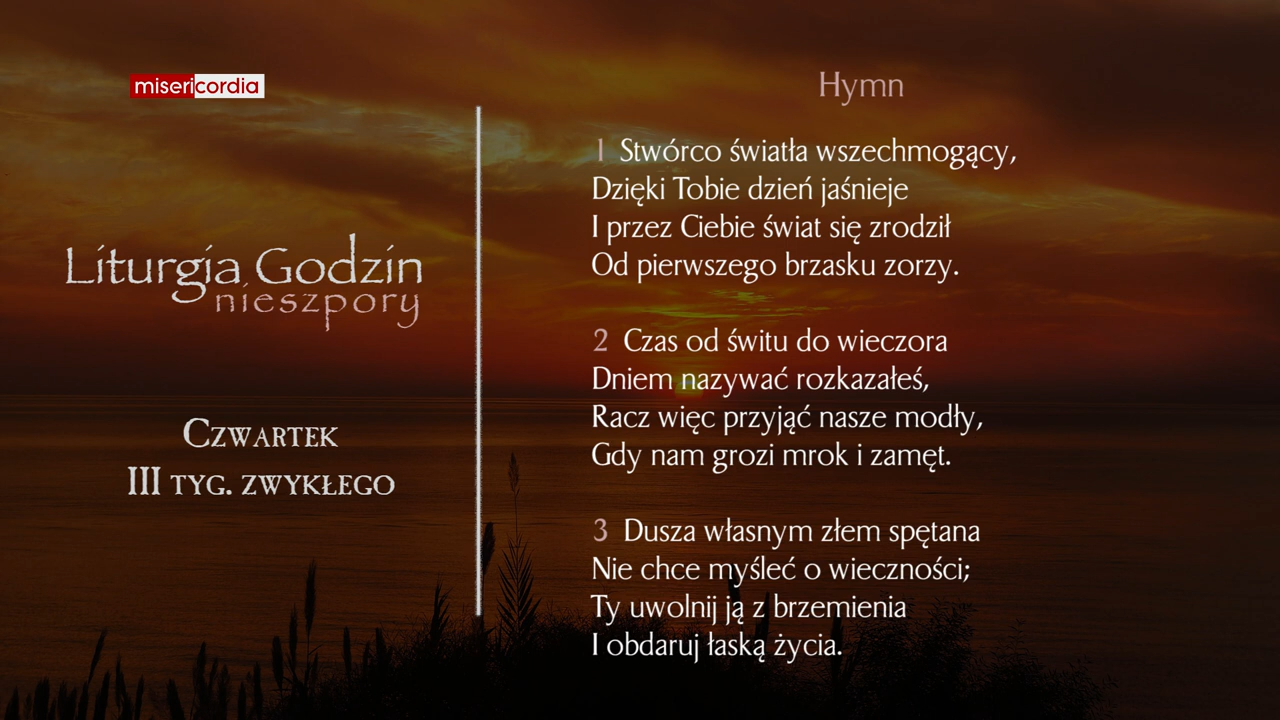 misericordia
Liturgia Godzin
nieszpory
Czwartek
III tyg. zwykłego
Hymn
1 Stwórco światła wszechmogący,
Dzięki Tobie dzień jaśnieje
I przez Ciebie świat się zrodził
Od pierwszego brzasku zorzy.
2 Czas od świtu do wieczora
Dniem nazywać rozkazałeś,
Racz więc przyjąć nasze modły,
Gdy nam grozi mrok i zamęt.
3 Dusza własnym złem spętana
Nie chce myśleć o wieczności;
Ty uwolnij ją z brzemienia
I obdaruj łaską życia.